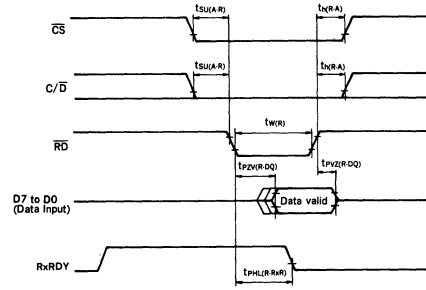 tSU(A-R)
th(R-A)
CS
tSU(A-R)
th(R-A)
C/D
tW(R)
RD
tPZV(R-DQ)
tPVZ(R-DQ)
D7 to D0
(Data Input)
Data valid
RxRDY
tPHL(R-RxR)